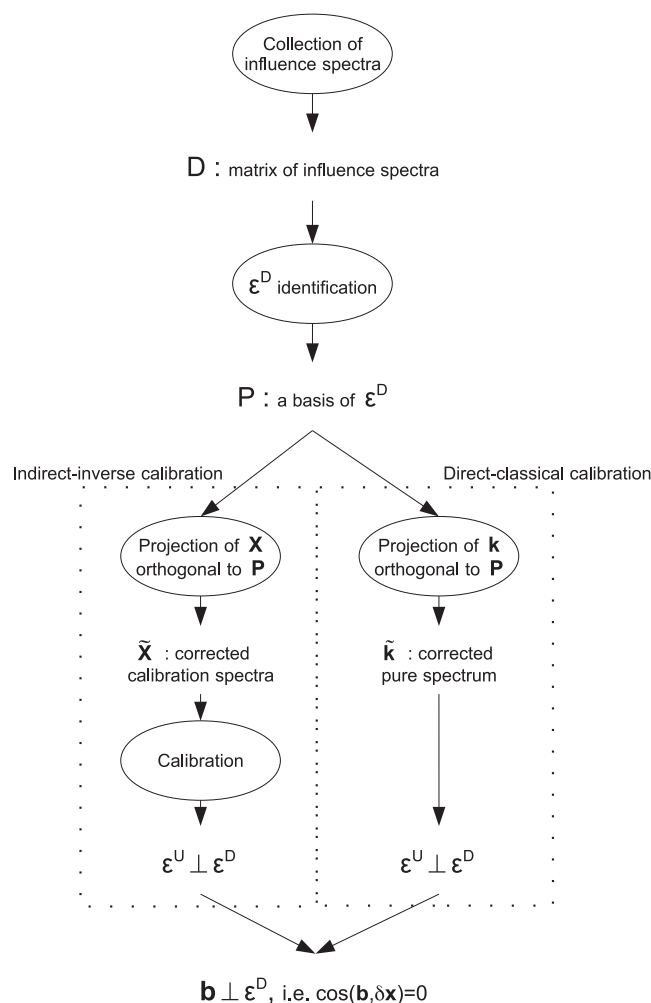 Collection of
influence spectra
D : matrix of influence spectra
ε^D identification
P : a basis of ε^D
Indirect-inverse calibration
Direct-classical calibration
Projection of X
orthogonal to P
Projection of k
orthogonal to P
X̃ : corrected
calibration spectra
k̃ : corrected
pure spectrum
Calibration
ε^U ⊥ ε^D
ε^U ⊥ ε^D
b ⊥ ε^D, i.e. cos(b,δx)=0